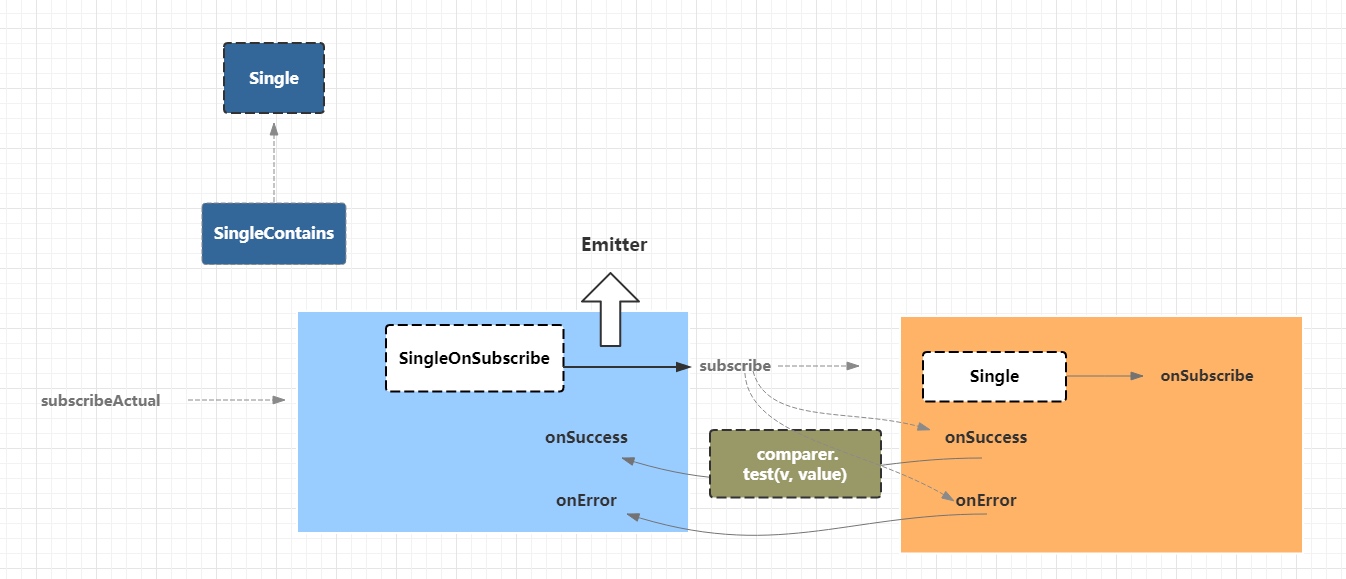 Single
SingleContains
Emitter
SingleOnSubscribe
subscribe
Single
onSubscribe
subscribeActual
onSuccess
comparer.
test(v, value)
onSuccess
onError
onError